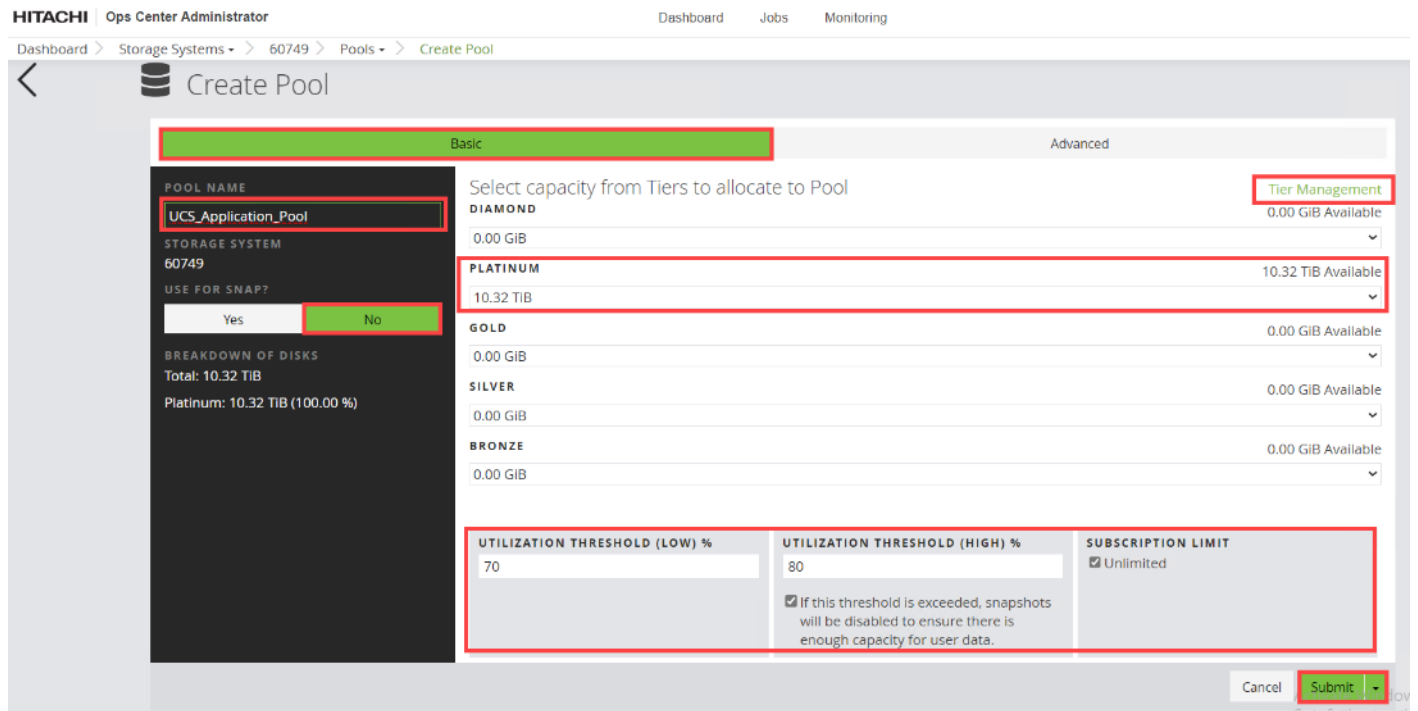 HITACHI Ops Center Administrator
Dashboard Jobs Monitoring
Dashboard Storage Systems 60749 Pools Create Pool
Create Pool
Basic
Advanced
POOL NAME
UCS_Application_Pool
STORAGE SYSTEM
60749
USE FOR SNAP?
Yes No
BREAKDOWN OF DISKS
Total: 10.32 TiB
Platinum: 10.32 TiB (100.00 %)
Select capacity from Tiers to allocate to Pool
Tier Management
DIAMOND
0.00 GiB Available
0.00 GiB
PLATINUM
10.32 TiB Available
10.32 TiB
GOLD
0.00 GiB Available
0.00 GiB
SILVER
0.00 GiB Available
0.00 GiB
BRONZE
0.00 GiB Available
0.00 GiB
UTILIZATION THRESHOLD (LOW) %
70
UTILIZATION THRESHOLD (HIGH) %
80
If this threshold is exceeded, snapshots
will be disabled to ensure there is
enough capacity for user data.
SUBSCRIPTION LIMIT
Unlimited
Cancel Submit